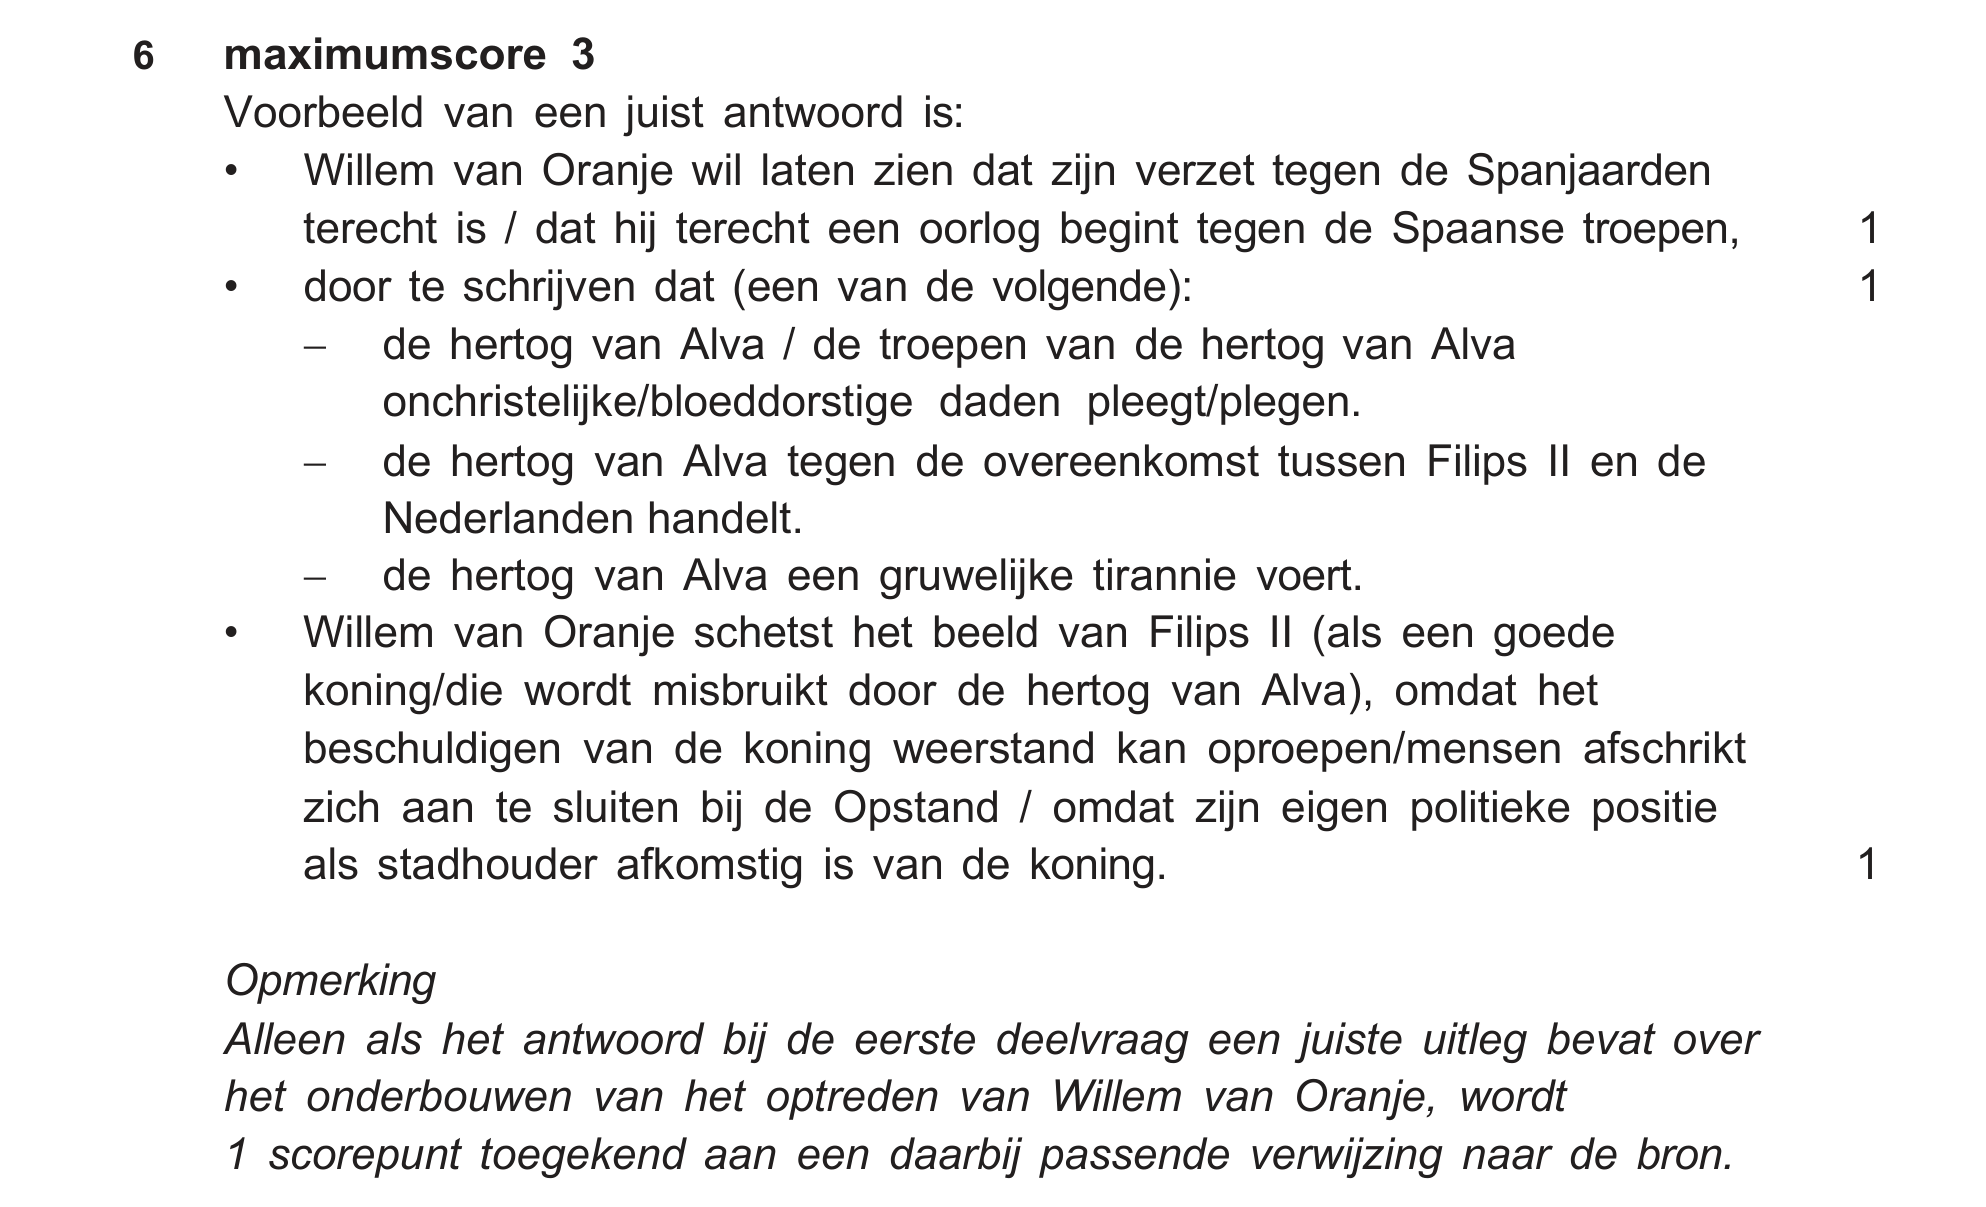 6 maximumscore 3
Voorbeeld van een juist antwoord is:
• Willem van Oranje wil laten zien dat zijn verzet tegen de Spanjaarden
terecht is / dat hij terecht een oorlog begint tegen de Spaanse troepen, 1
• door te schrijven dat (een van de volgende): 1
− de hertog van Alva / de troepen van de hertog van Alva
onchristelijke/bloeddorstige daden pleegt/plegen.
− de hertog van Alva tegen de overeenkomst tussen Filips II en de
Nederlanden handelt.
− de hertog van Alva een gruwelijke tirannie voert.
• Willem van Oranje schetst het beeld van Filips II (als een goede
koning/die wordt misbruikt door de hertog van Alva), omdat het
beschuldigen van de koning weerstand kan oproepen/mensen afschrikt
zich aan te sluiten bij de Opstand / omdat zijn eigen politieke positie
als stadhouder afkomstig is van de koning. 1
Opmerking
Alleen als het antwoord bij de eerste deelvraag een juiste uitleg bevat over
het onderbouwen van het optreden van Willem van Oranje, wordt
1 scorepunt toegekend aan een daarbij passende verwijzing naar de bron.